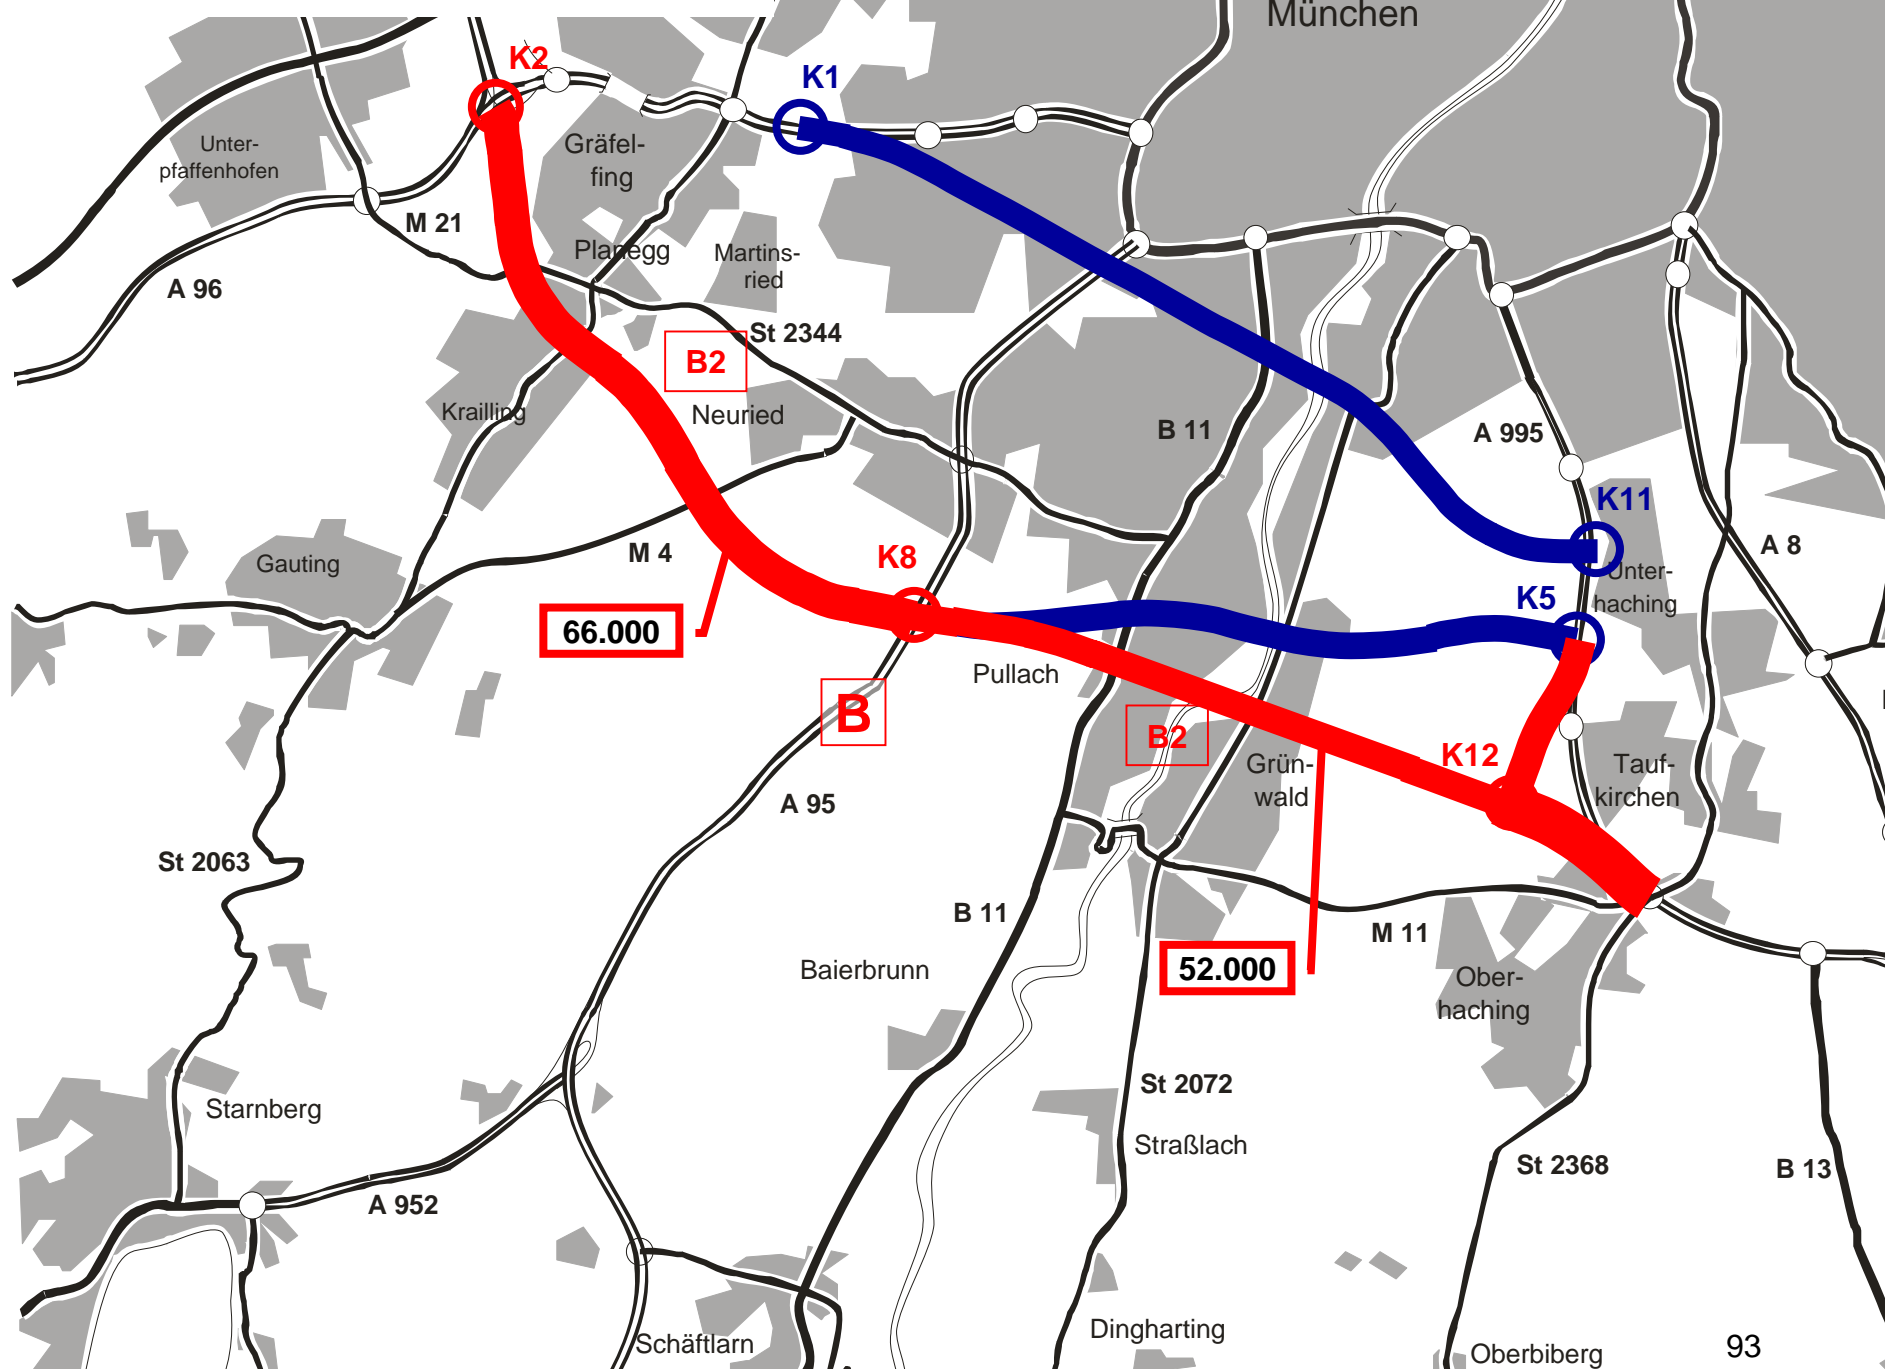 München
K2
K1
Unter-
pfaffenhofen
Gräfel-
fing
M 21
Planegg
Martins-
ried
A 96
St 2344
B2
Krailling
Neuried
B 11
A 995
K11
Gauting
M 4
K8
A 8
Unter-
haching
K5
66.000
Pullach
B
B2
K12
Grün-
wald
Tauf-
kirchen
A 95
St 2063
B 11
M 11
Baierbrunn
52.000
Ober-
haching
St 2072
Starnberg
Straßlach
St 2368
B 13
A 952
Dingharting
Schäftlarn
Oberbiberg
93